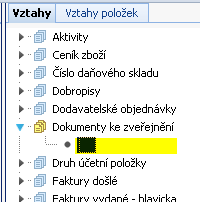 Vztahy Vztahy položek
Aktivity
Ceník zboží
Číslo daňového skladu
Dobropisy
Dodavatelské objednávky
Dokumenty ke zveřejnění
Druh účetní položky
Faktury došlé
Faktury vydané - hlavicka